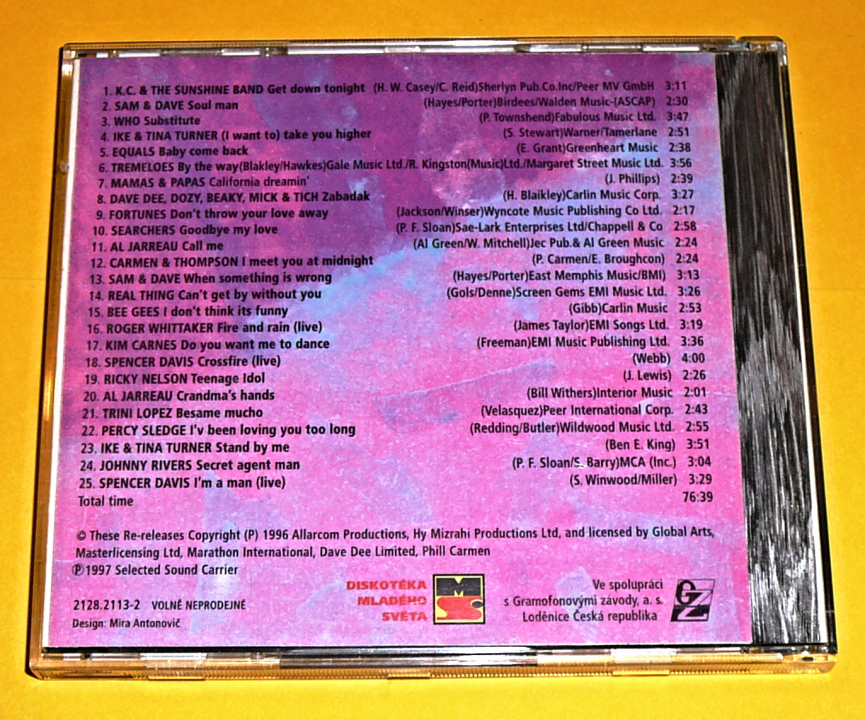 1. K.C. & THE SUNSHINE BAND Get down tonight (H. W. Casey/C. Reid)Sherlyn Pub.Co.Inc/Peer MV GmbH 3:11
2. SAM & DAVE Soul man (Hayes/Porter)Birdees/Walden Music-(ASCAP) 2:30
3. WHO Substitute (P. Townshend)Fabulous Music Ltd. 3:47
4. IKE & TINA TURNER (I want to) take you higher (S. Stewart)Warner/Tamerlane 2:51
5. EQUALS Baby come back (E. Grant)Greenheart Music 2:38
6. TREMELOES By the way(Blakley/Hawkes)Gale Music Ltd./R. Kingston(Music)Ltd./Margaret Street Music Ltd. 3:56
7. MAMAS & PAPAS California dreamin' (J. Phillips) 2:39
8. DAVE DEE, DOZY, BEAKY, MICK & TICH Zabadak (H. Blaikley)Carlin Music Corp. 3:27
9. FORTUNES Don't throw your love away (Jackson/Winser)Wyncote Music Publishing Co Ltd. 2:17
10. SEARCHERS Goodbye my love (P. F. Sloan)Sae-Lark Enterprises Ltd/Chappell & Co 2:58
11. AL JARREAU Call me (Al Green/W. Mitchell)Jec Pub.& Al Green Music 2:24
12. CARMEN & THOMPSON I meet you at midnight (P. Carmen/E. Broughcon) 2:24
13. SAM & DAVE When something is wrong (Hayes/Porter)East Memphis Music/BMI) 3:13
14. REAL THING Can't get by without you (Gols/Denne)Screen Gems EMI Music Ltd. 3:26
15. BEE GEES I don't think its funny (Gibb)Carlin Music 2:53
16. ROGER WHITTAKER Fire and rain (live) (James Taylor)EMI Songs Ltd. 3:19
17. KIM CARNES Do you want me to dance (Freeman)EMI Music Publishing Ltd. 3:36
18. SPENCER DAVIS Crossfire (live) (Webb) 4:00
19. RICKY NELSON Teenage Idol (J. Lewis) 2:26
20. AL JARREAU Crandma's hands (Bill Withers)Interior Music 2:01
21. TRINI LOPEZ Besame mucho (Velasquez)Peer International Corp. 2:43
22. PERCY SLEDGE I'v been loving you too long (Redding/Butler)Wildwood Music Ltd. 2:55
23. IKE & TINA TURNER Stand by me (Ben E. King) 3:51
24. JOHNNY RIVERS Secret agent man (P. F. Sloan/S. Barry)MCA (Inc.) 3:04
25. SPENCER DAVIS I'm a man (live) (S. Winwood/Miller) 3:29
Total time 76:39
© These Re-releases Copyright (P) 1996 Allarcom Productions, Hy Mizrahi Productions Ltd, and licensed by Global Arts,
Masterlicensing Ltd, Marathon International, Dave Dee Limited, Phill Carmen
℗1997 Selected Sound Carrier
2128.2113-2 VOLNĚ NEPRODEJNÉ
Design: Mira Antonovič
DISKOTÉKA
MLADÉHO
SVĚTA
Ve spolupráci
s Gramofonovými závody, a. s.
Loděnice Česká republika
GZ